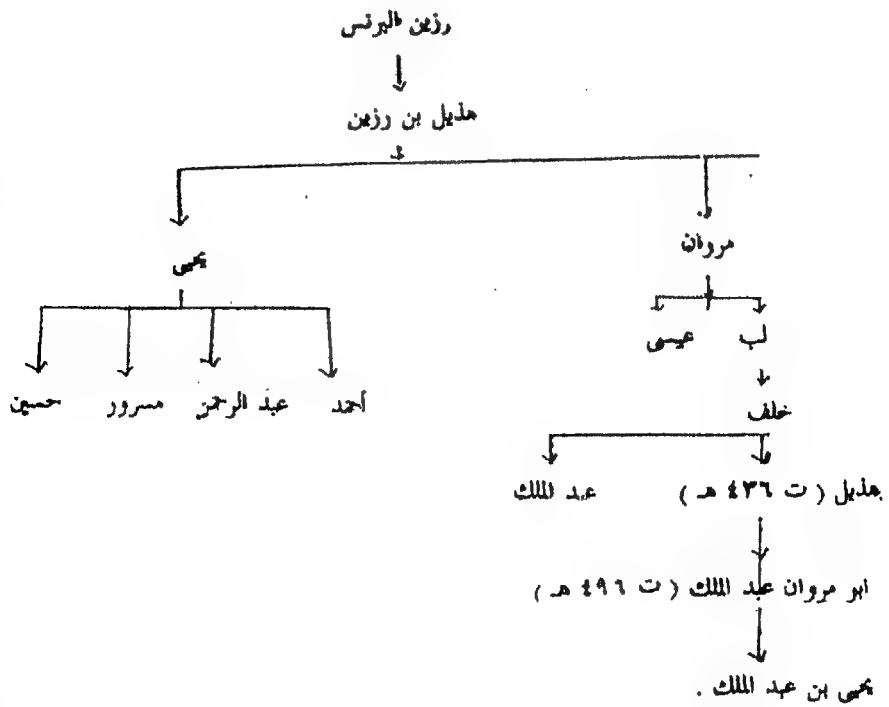 رزين البرنس
هذيل بن رزين
مروان
يحيى
لب عيسى
أحمد عبد الرحمن مسرور حسين
خلف
هذيل ( ت ٤٣٦ هـ ) عبد الملك
ابو مروان عبد الملك ( ت ٤٩٦ هـ )
يحيى بن عبد الملك .